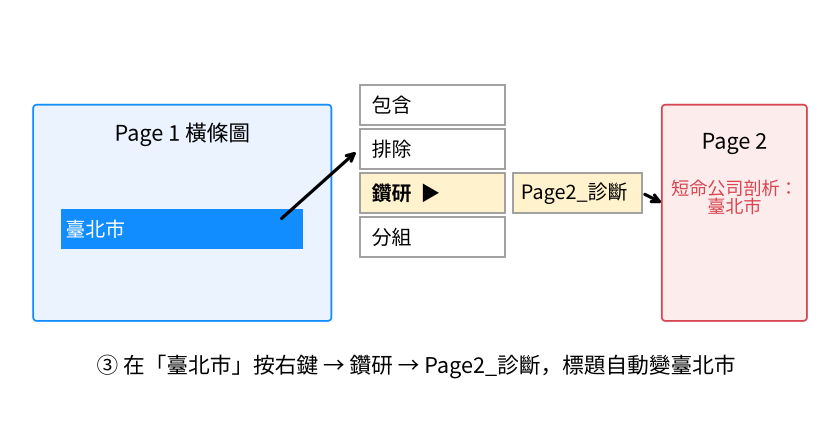 Page 1 橫條圖
臺北市
包含
排除
鑽研 ▶
分組
Page2_診斷
Page 2
短命公司剖析：
臺北市
③ 在「臺北市」按右鍵 → 鑽研 → Page2_診斷，標題自動變臺北市